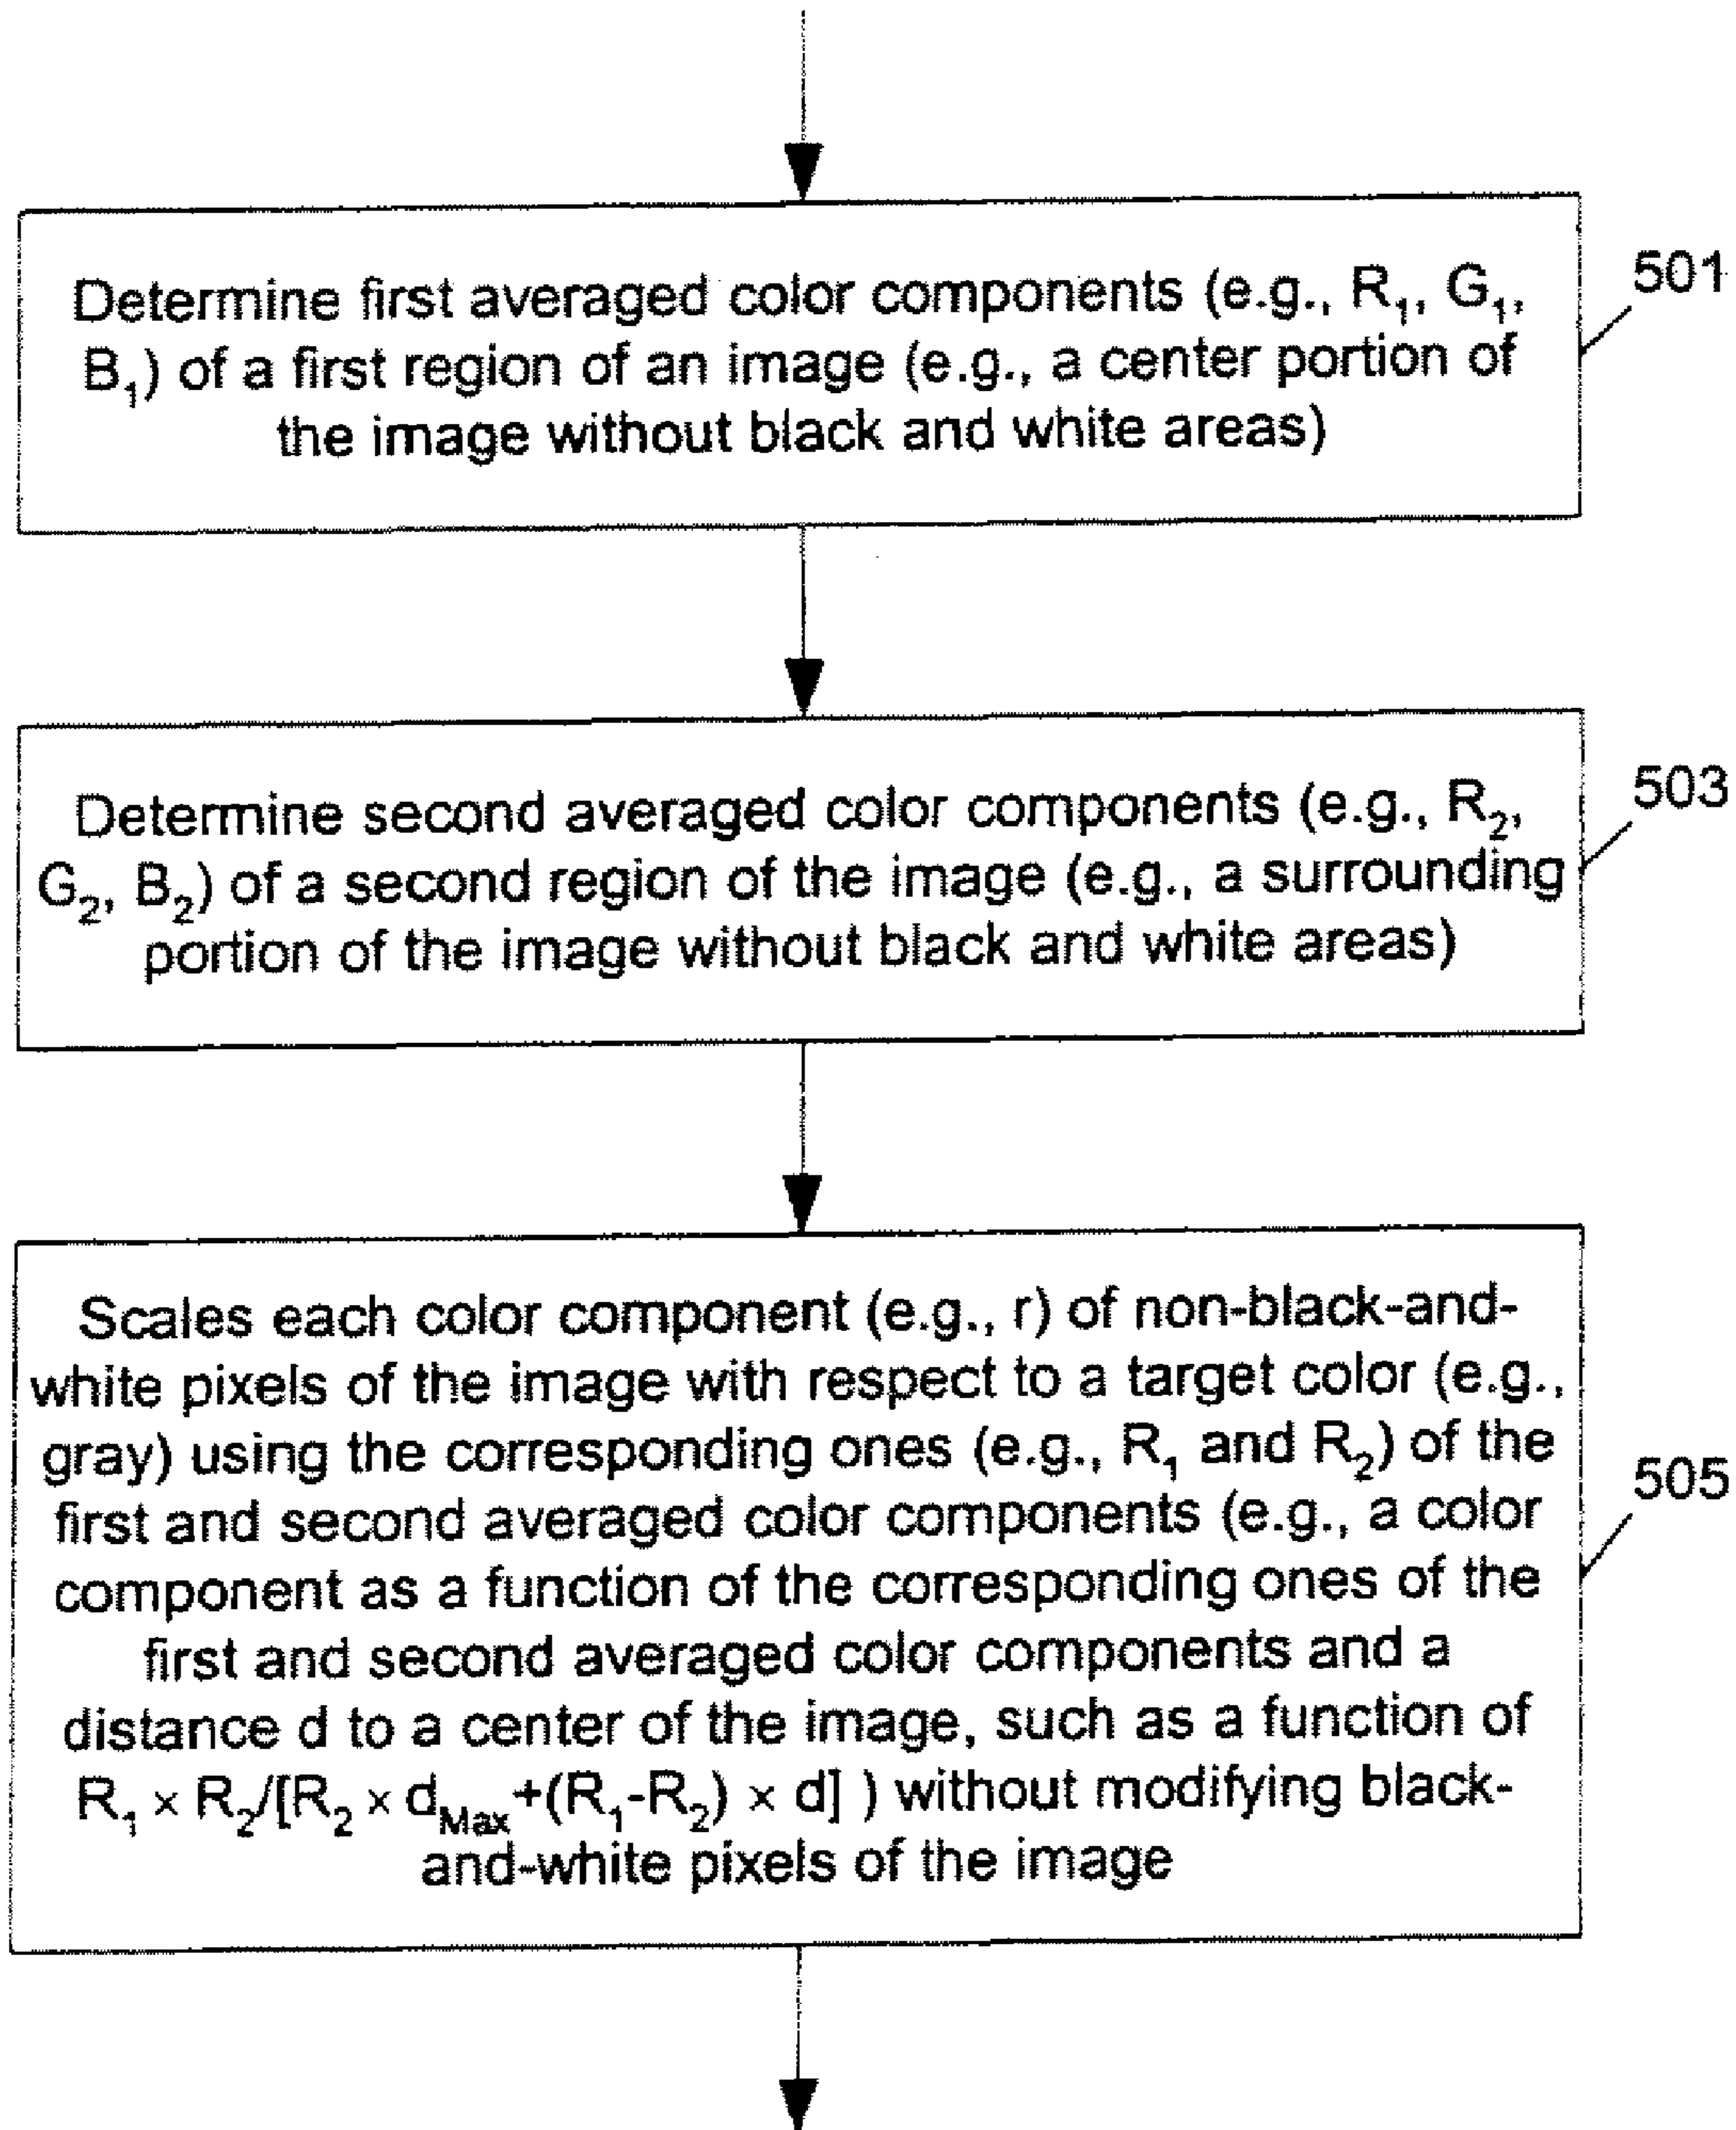 Determine first averaged color components (e.g., R₁, G₁,
B₁) of a first region of an image (e.g., a center portion of
the image without black and white areas)
501
Determine second averaged color components (e.g., R₂,
G₂, B₂) of a second region of the image (e.g., a surrounding
portion of the image without black and white areas)
503
Scales each color component (e.g., r) of non-black-and-
white pixels of the image with respect to a target color (e.g.,
gray) using the corresponding ones (e.g., R₁ and R₂) of the
first and second averaged color components (e.g., a color
component as a function of the corresponding ones of the
first and second averaged color components and a
distance d to a center of the image, such as a function of
R₁ × R₂/[R₂ × d_Max+(R₁-R₂) × d] ) without modifying black-
and-white pixels of the image
505